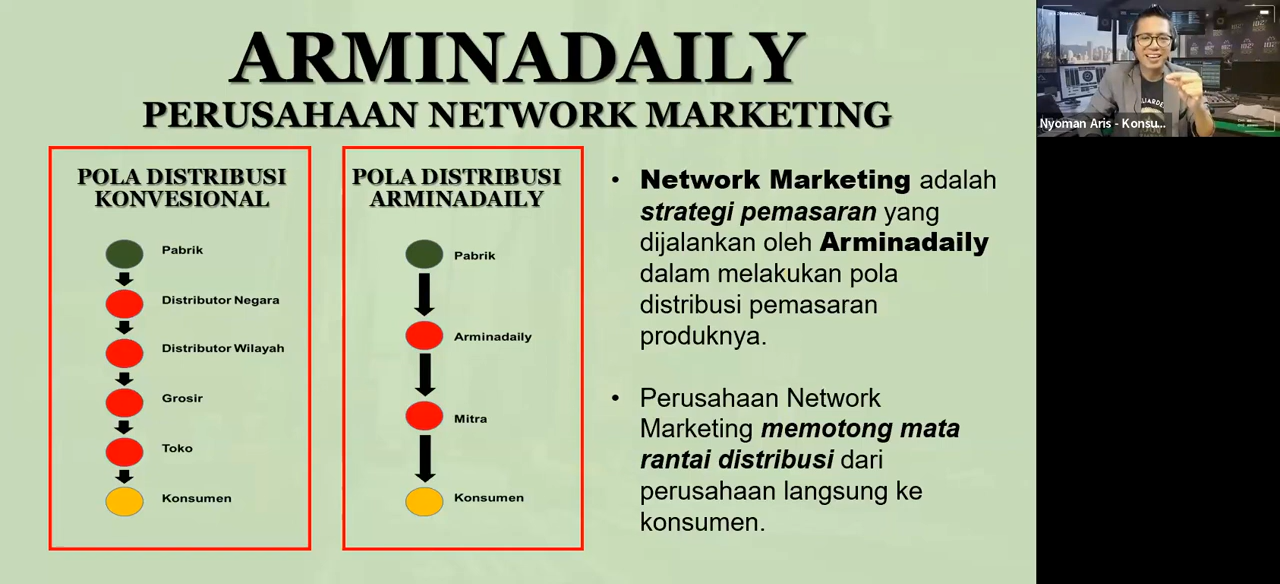 ARMINADAILY
PERUSAHAAN NETWORK MARKETING
POLA DISTRIBUSI
KONVESIONAL
Pabrik
Distributor Negara
Distributor Wilayah
Grosir
Toko
Konsumen
POLA DISTRIBUSI
ARMINADAILY
Pabrik
Arminadaily
Mitra
Konsumen
• Network Marketing adalah
strategi pemasaran yang
dijalankan oleh Arminadaily
dalam melakukan pola
distribusi pemasaran
produknya.
• Perusahaan Network
Marketing memotong mata
rantai distribusi dari
perusahaan langsung ke
konsumen.
Nyoman Aris - Konsu...